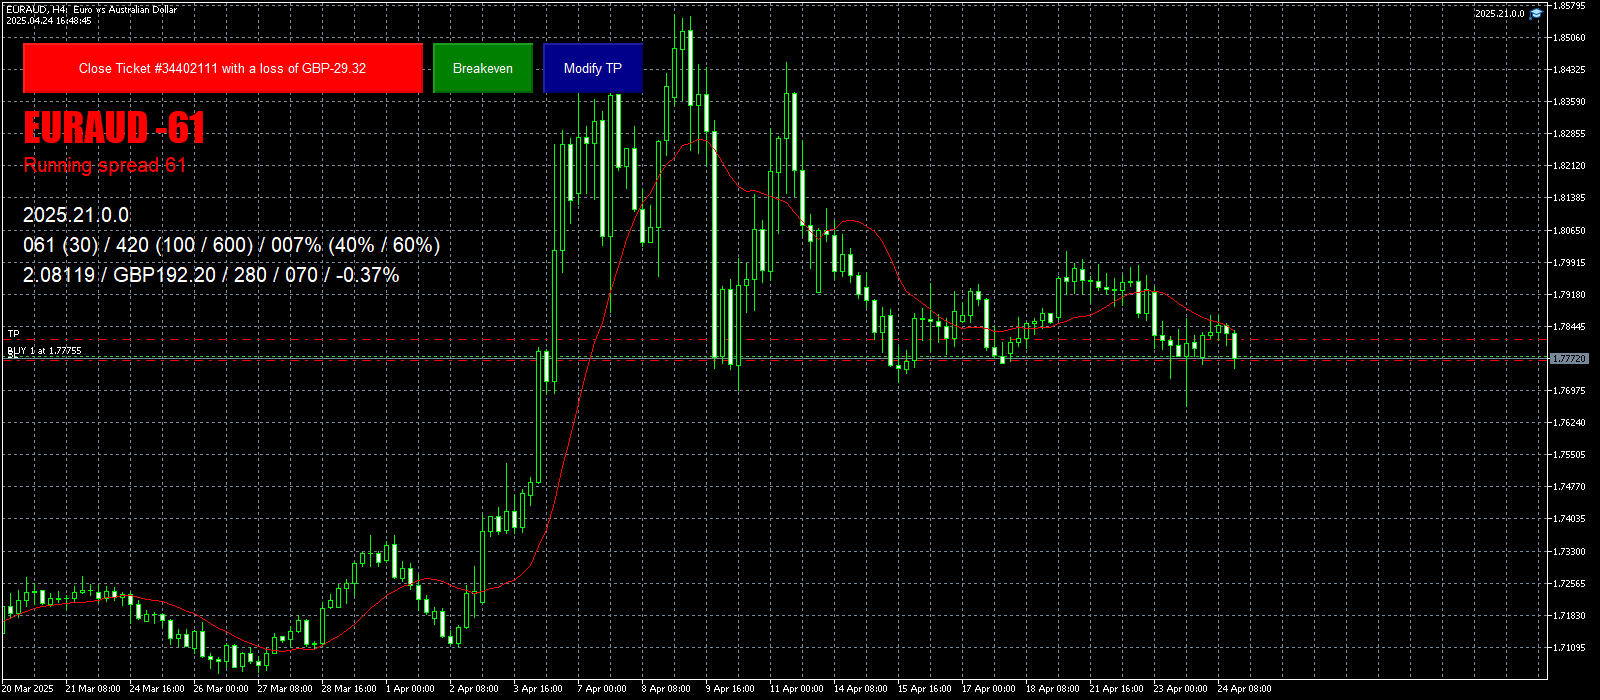 EURAUD, H4: Euro vs Australian Dollar
2025.04.24 16:48:45
2025.21.0.0
Close Ticket #34402111 with a loss of GBP-29.32
Breakeven
Modify TP
EURAUD -61
Running spread 61
2025.21.0.0
061 (30) / 420 (100 / 600) / 007% (40% / 60%)
2.08119 / GBP192.20 / 280 / 070 / -0.37%
TP
BUY 1 at 1.77755
SL
1.85795
1.85060
1.84325
1.83590
1.82855
1.82120
1.81385
1.80650
1.79915
1.79180
1.78445
1.77720
1.76975
1.76240
1.75505
1.74770
1.74035
1.73300
1.72565
1.71830
1.71095
20 Mar 2025
21 Mar 08:00
24 Mar 16:00
26 Mar 00:00
27 Mar 08:00
28 Mar 16:00
1 Apr 00:00
2 Apr 08:00
3 Apr 16:00
7 Apr 00:00
8 Apr 08:00
9 Apr 16:00
11 Apr 00:00
14 Apr 08:00
15 Apr 16:00
17 Apr 00:00
18 Apr 08:00
21 Apr 16:00
23 Apr 00:00
24 Apr 08:00